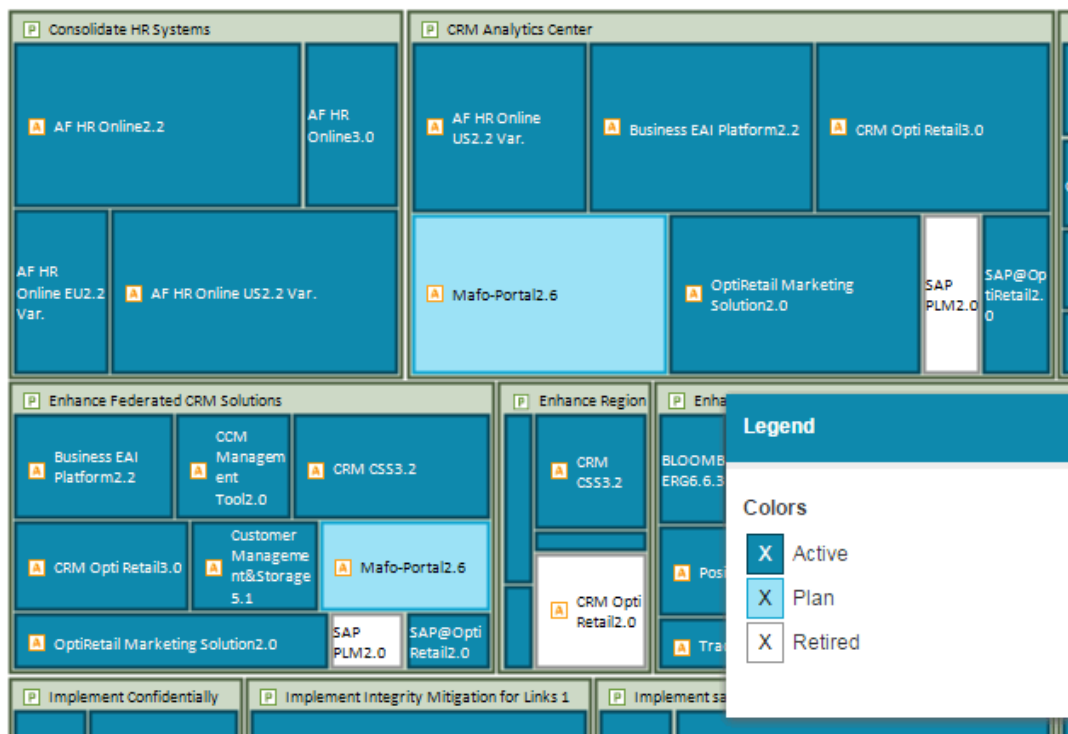 P Consolidate HR Systems
A AF HR Online2.2
AF HR
Online3.0
AF HR
Online EU2.2
Var.
A AF HR Online US2.2 Var.
P CRM Analytics Center
A AF HR Online
US2.2 Var.
A Business EAI Platform2.2
A CRM Opti Retail3.0
A Mafo-Portal2.6
A OptiRetail Marketing
Solution2.0
SAP
PLM2.0
SAP@Op
tiRetail2.
0
P Enhance Federated CRM Solutions
A Business EAI
Platform2.2
A CCM
Managem
ent
Tool2.0
A CRM CSS3.2
A CRM Opti Retail3.0
A Customer
Manageme
nt&Storage
5.1
A Mafo-Portal2.6
A OptiRetail Marketing Solution2.0
SAP
PLM2.0
SAP@Opti
Retail2.0
P Enhance Region
A CRM
CSS3.2
A CRM Opti
Retail2.0
P Enha
BLOOMB
ERG6.6.3
A Posi
A Trad
Legend
Colors
X Active
X Plan
X Retired
P Implement Confidentially
P Implement Integrity Mitigation for Links 1
P Implement sa